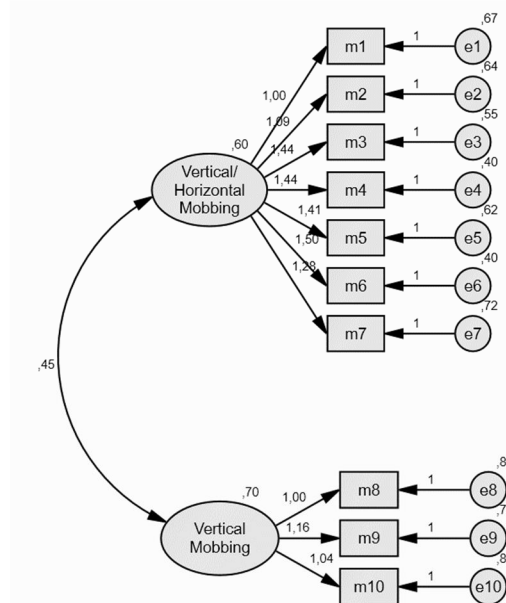 ,67
m1 1 e1
,64
1,00 m2 1 e2
1,09 ,55
,60 1,44 m3 1 e3
,40
Vertical/
Horizontal
Mobbing
1,44 m4 1 e4
,62
1,41 m5 1 e5
1,50 ,40
1,28 m6 1 e6
,72
m7 1 e7
,45
,8
,70 1,00 m8 1 e8
,7
Vertical
Mobbing
1,16 m9 1 e9
,8
1,04 m10 1 e10